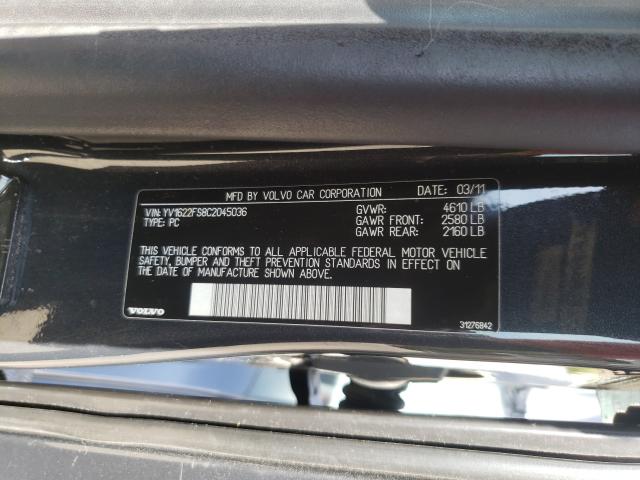 MFD BY VOLVO CAR CORPORATION DATE: 03/11
VIN: YV1622FS8C2045036 GVWR: 4610 LB
TYPE: PC GAWR FRONT: 2580 LB
GAWR REAR: 2160 LB
THIS VEHICLE CONFORMS TO ALL APPLICABLE FEDERAL MOTOR VEHICLE
SAFETY, BUMPER AND THEFT PREVENTION STANDARDS IN EFFECT ON
THE DATE OF MANUFACTURE SHOWN ABOVE.
VOLVO 31276842